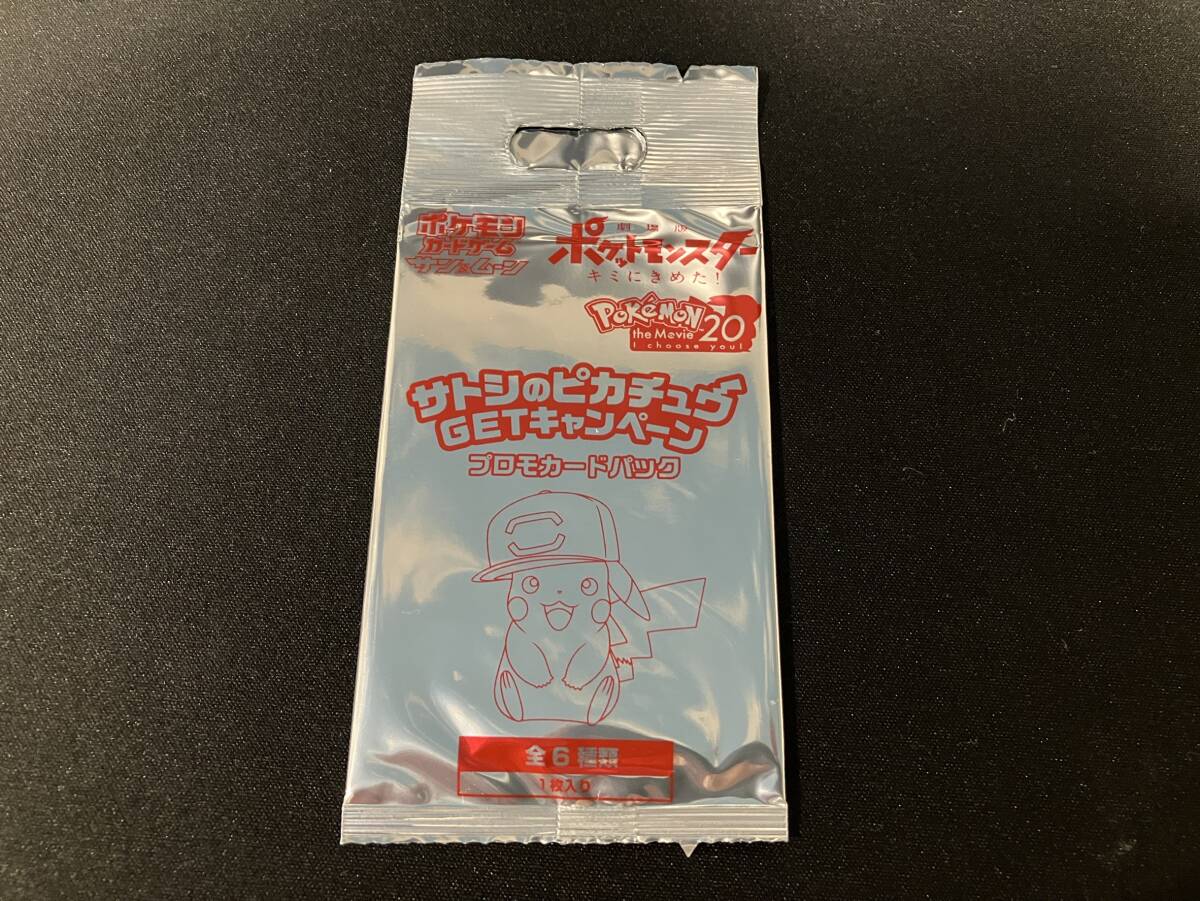 ポケモン
カードゲーム
サン&ムーン
劇場版
ポケットモンスター
キミにきめた!
POKéMON
the Movie 20
I choose you!
サトシのピカチュウ
GETキャンペーン
プロモカードパック
全6種類
1枚入り